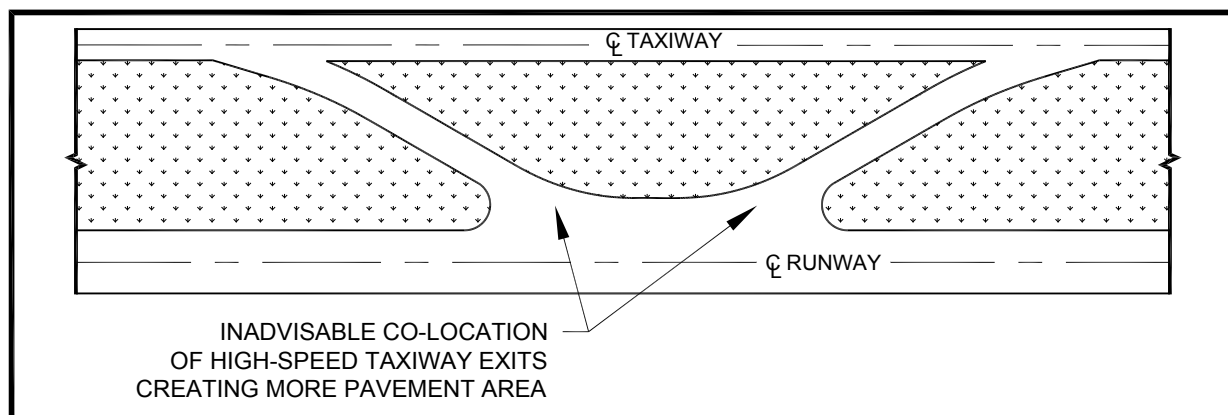 ℄ TAXIWAY
℄ RUNWAY
INADVISABLE CO-LOCATION
OF HIGH-SPEED TAXIWAY EXITS
CREATING MORE PAVEMENT AREA